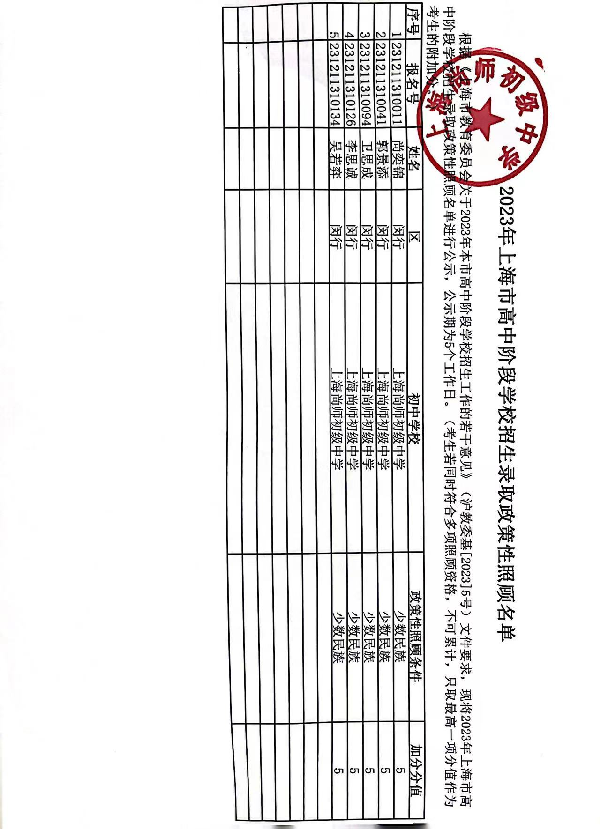 2023年上海市高中阶段学校招生录取政策性照顾名单
根据《上海市教育委员会关于2023年本市高中阶段学校招生工作的若干意见》（沪教委基[2023]5号）文件要求，现将2023年上海市高
中阶段学校招生录取政策性照顾名单进行公示，公示期为5个工作日。（考生若同时符合多项照顾资格，不可累计，只取最高一项分值作为
考生的附加分
上海尚师初级中学
序号 报名号 姓名 区 初中学校 政策性照顾条件 加分分值
1 231211310011 尚奕锦 闵行 上海尚师初级中学 少数民族 5
2 231211310041 郭景添 闵行 上海尚师初级中学 少数民族 5
3 231211310094 卫思成 闵行 上海尚师初级中学 少数民族 5
4 231211310126 李思诚 闵行 上海尚师初级中学 少数民族 5
5 231211310134 吴若 闵行 上海尚师初级中学 少数民族 5